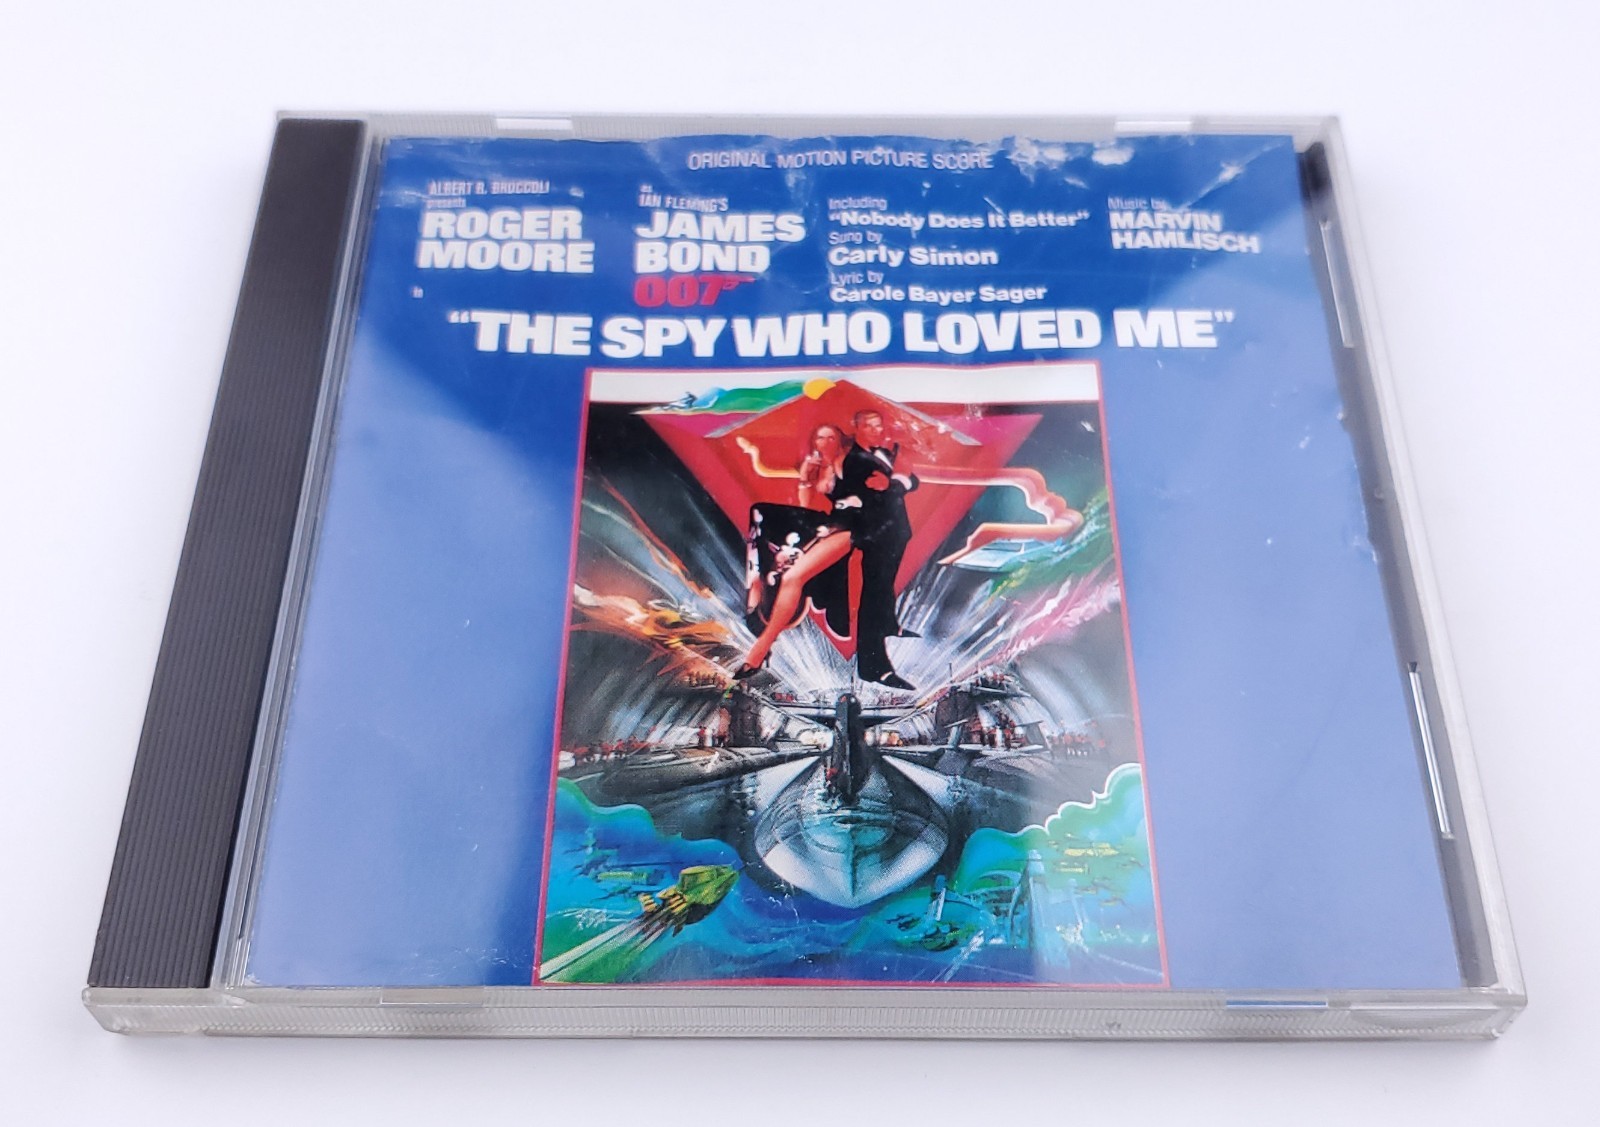 ORIGINAL MOTION PICTURE SCORE
ALBERT R. BROCCOLI
presents
ROGER
MOORE
as
IAN FLEMING'S
JAMES
BOND
007
Including
"Nobody Does It Better"
Sung by
Carly Simon
Lyric by
Carole Bayer Sager
Music by
MARVIN
HAMLISCH
in
"THE SPY WHO LOVED ME"